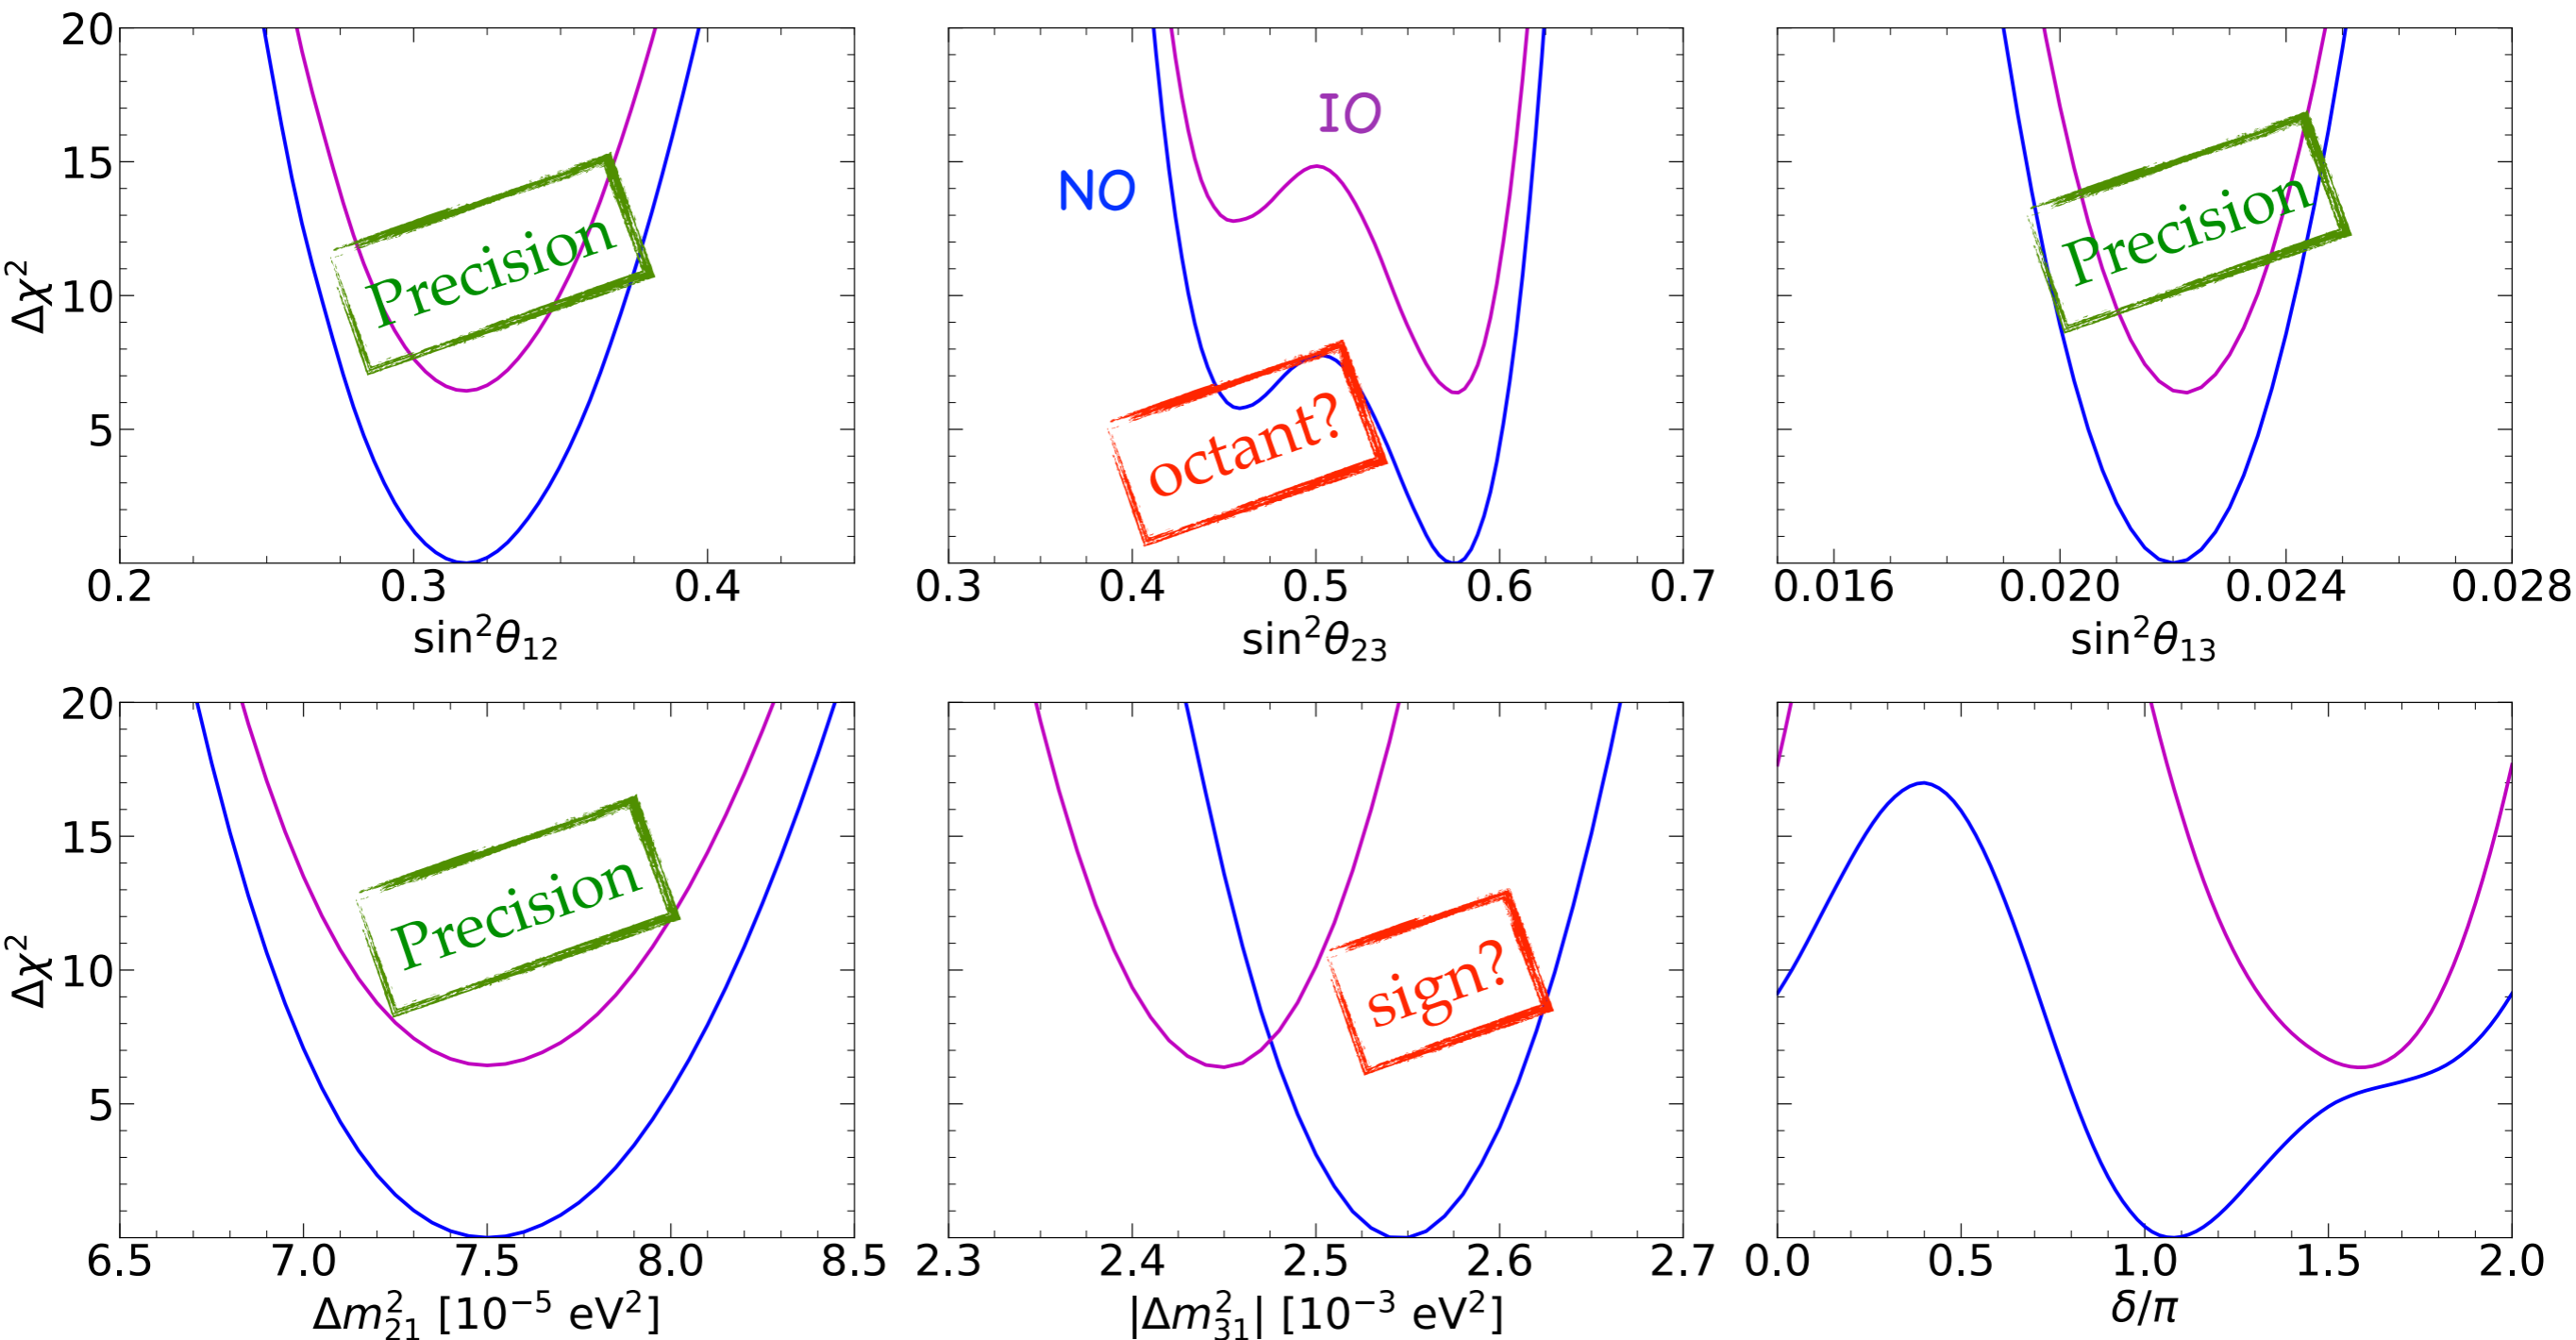 20
15
10
5
Δχ²
0.2 0.3 0.4
sin²θ₁₂
Precision
NO
IO
octant?
0.3 0.4 0.5 0.6 0.7
sin²θ₂₃
Precision
0.016 0.020 0.024 0.028
sin²θ₁₃
20
15
10
5
Δχ²
Precision
6.5 7.0 7.5 8.0 8.5
Δm²₂₁ [10⁻⁵ eV²]
sign?
2.3 2.4 2.5 2.6 2.7
|Δm²₃₁| [10⁻³ eV²]
0.0 0.5 1.0 1.5 2.0
δ/π